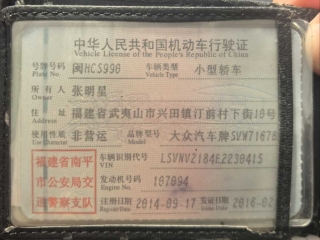 中华人民共和国机动车行驶证
Vehicle License of the People's Republic of China
号牌号码 闽HCS990 车辆类型 小型轿车
Plate No. Vehicle Type
所有人 张明星
Owner
住址 福建省武夷山市兴田镇汀前村下街10号
Address
使用性质 非营运 品牌型号 大众汽车牌SVW7167
Use Character Model
福建省南平
市公安局交
通警察支队
车辆识别代号 LSVNV2184E2230415
VIN
发动机号码 107094
Engine No.
注册日期 2014-09-17 发证日期 2016-02
Register Date Issue Date